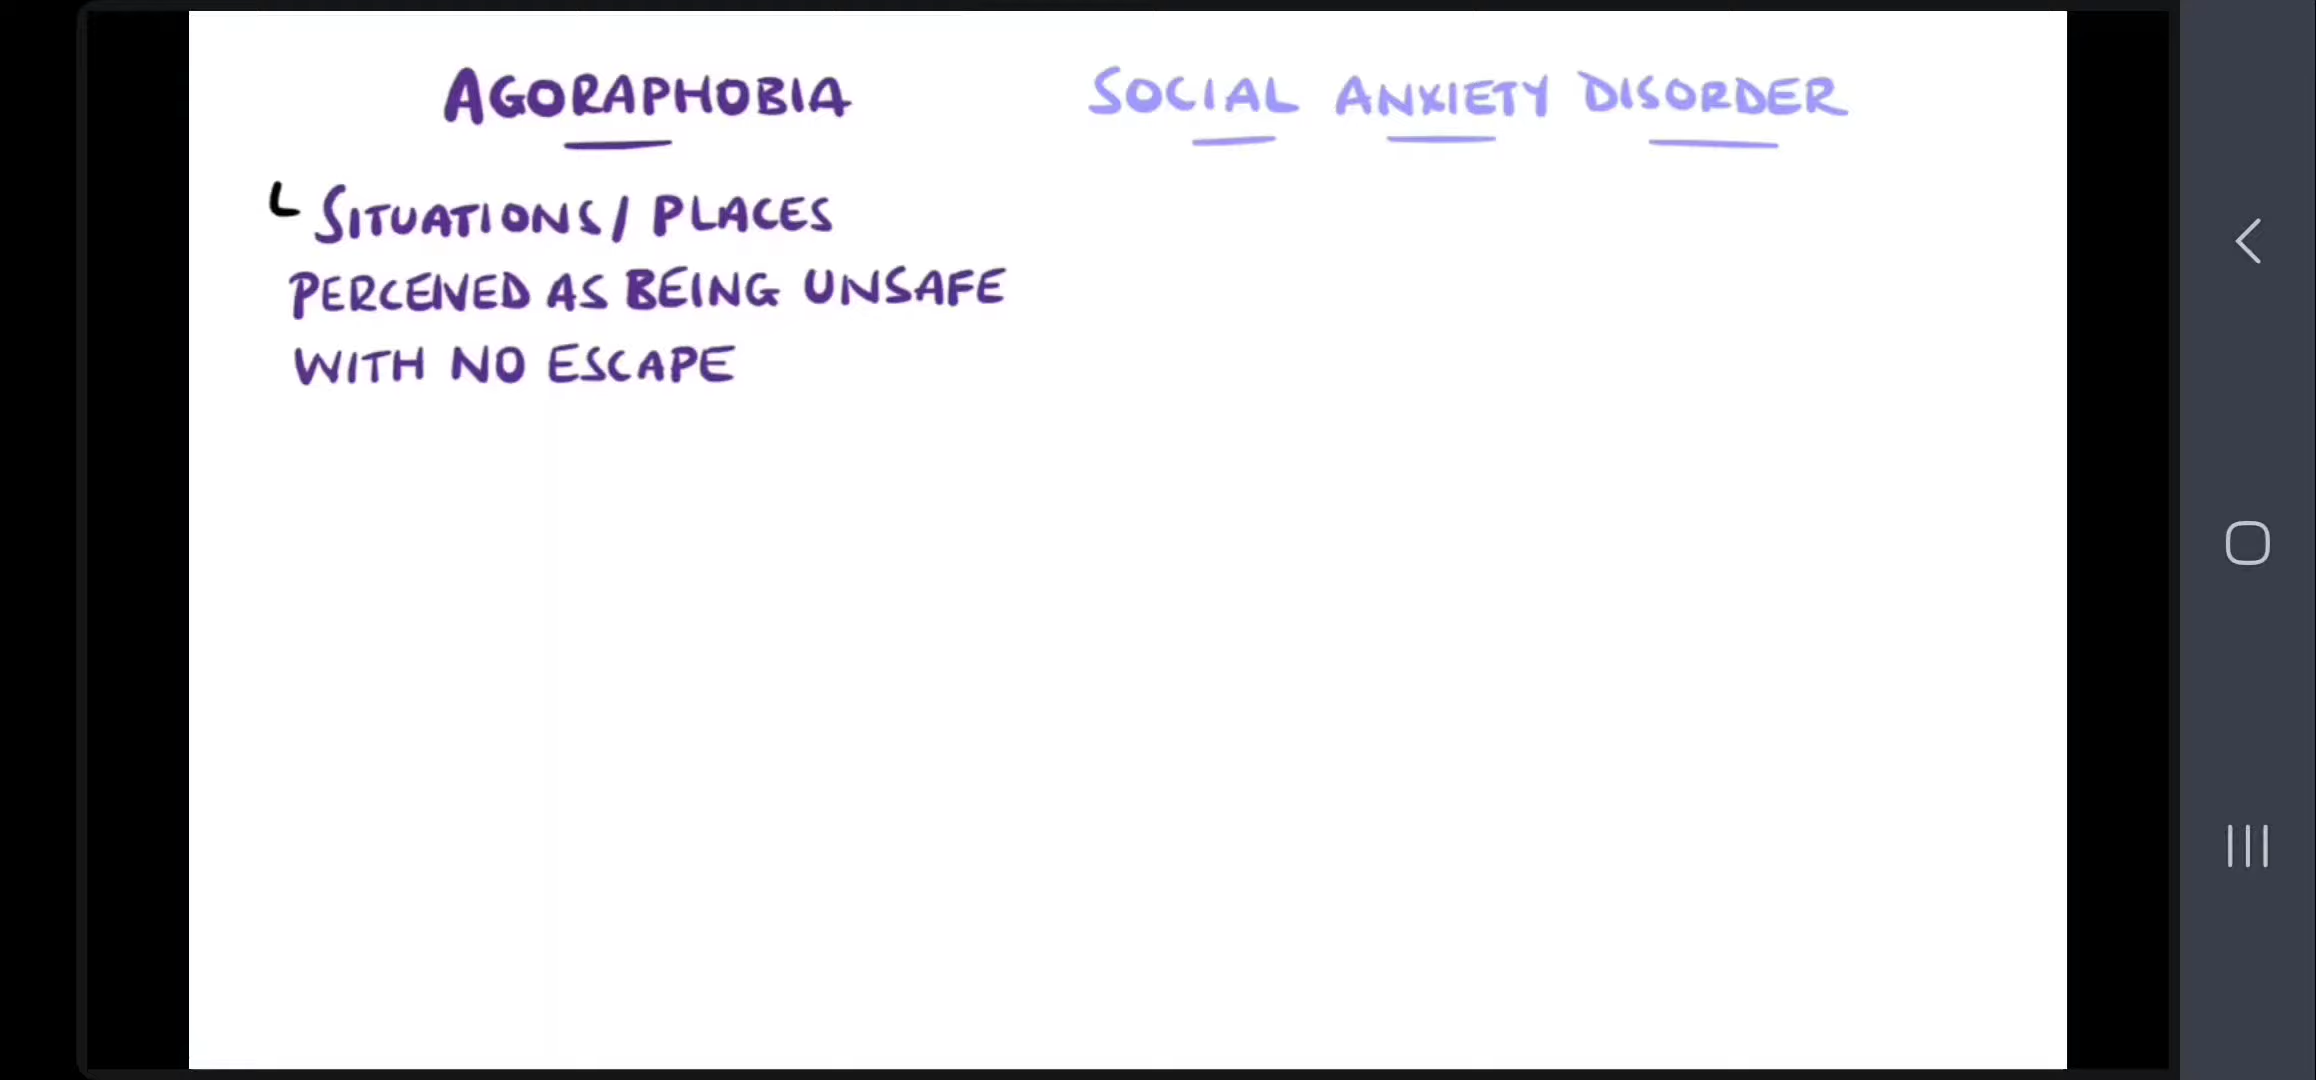 AGORAPHOBIA
SOCIAL ANXIETY DISORDER
SITUATIONS/ PLACES
PERCEIVED AS BEING UNSAFE
WITH NO ESCAPE